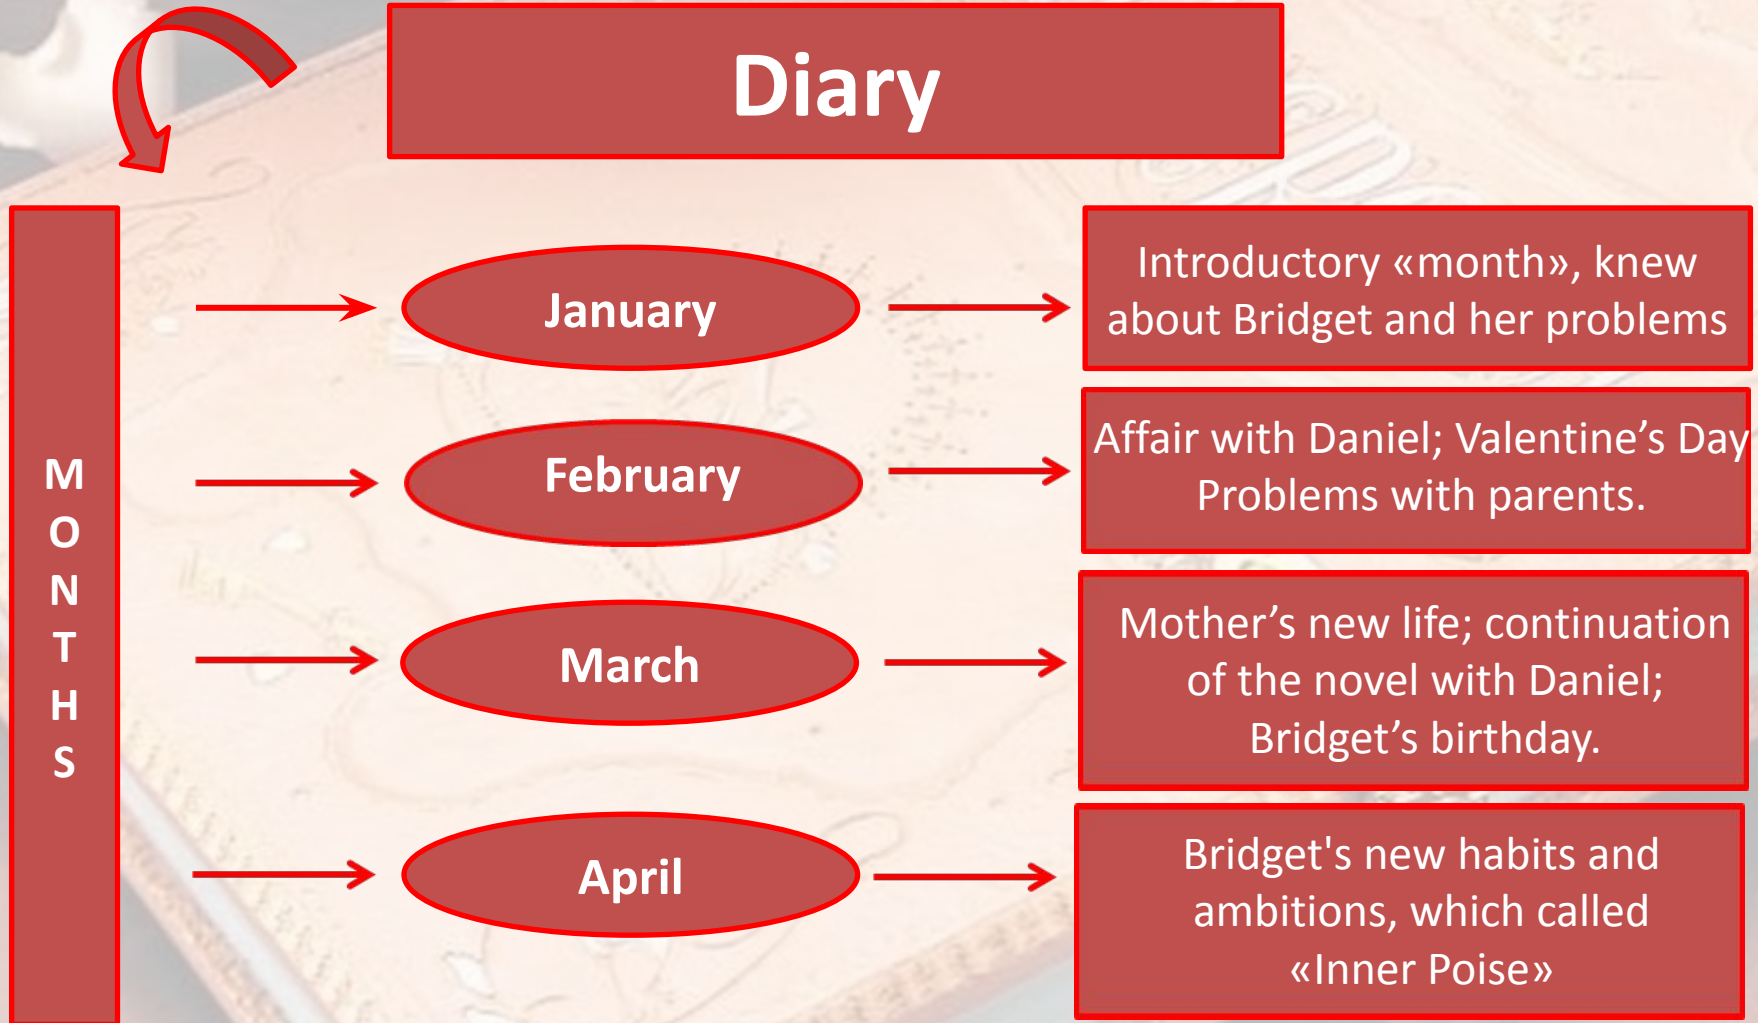 Diary
MONTHS
January
Introductory «month», knew
about Bridget and her problems
February
Affair with Daniel; Valentine’s Day
Problems with parents.
March
Mother’s new life; continuation
of the novel with Daniel;
Bridget’s birthday.
April
Bridget's new habits and
ambitions, which called
«Inner Poise»